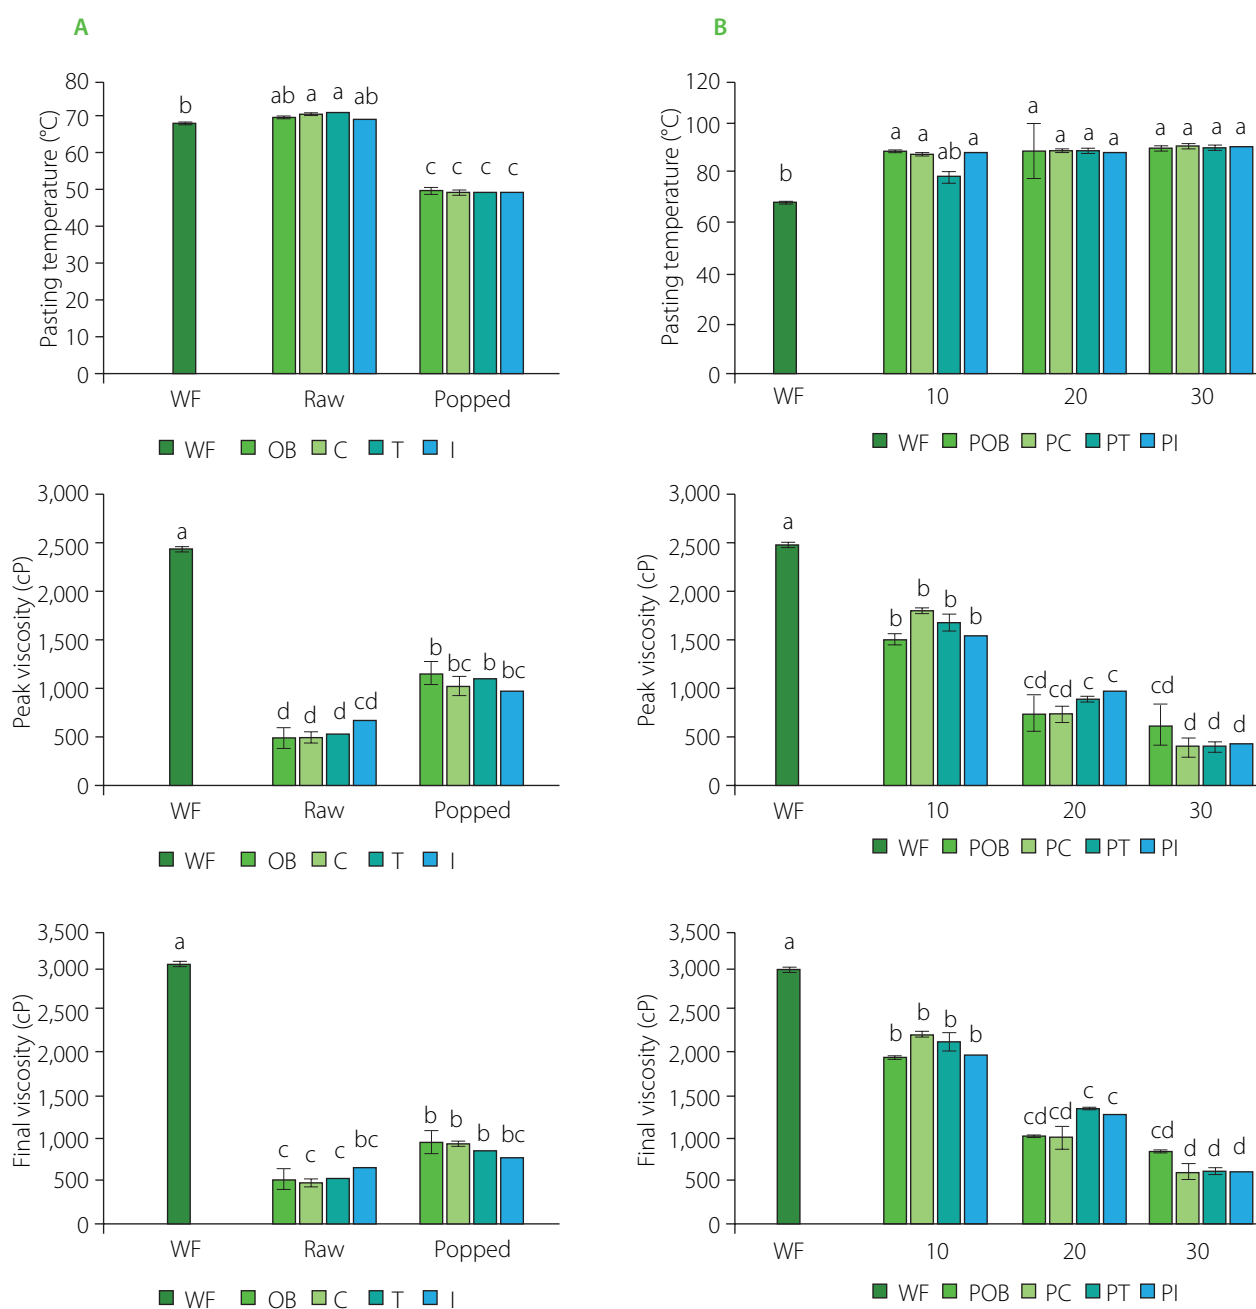 A
Pasting temperature (°C)
80
70
60
50
40
30
20
10
0
b
ab a a ab
c c c c
WF Raw Popped
WF OB C T I
B
Pasting temperature (°C)
120
100
80
60
40
20
0
b
a a ab a
a a a a
a a a a
WF 10 20 30
WF POB PC PT PI
Peak viscosity (cP)
3,000
2,500
2,000
1,500
1,000
500
0
a
d d d cd
b bc b bc
WF Raw Popped
WF OB C T I
Peak viscosity (cP)
3,000
2,500
2,000
1,500
1,000
500
0
a
b b b b
cd cd c c
cd d d d
WF 10 20 30
WF POB PC PT PI
Final viscosity (cP)
3,500
3,000
2,500
2,000
1,500
1,000
500
0
a
c c c bc
b b b bc
WF Raw Popped
WF OB C T I
Final viscosity (cP)
3,500
3,000
2,500
2,000
1,500
1,000
500
0
a
b b b b
cd cd c c
cd d d d
WF 10 20 30
WF POB PC PT PI